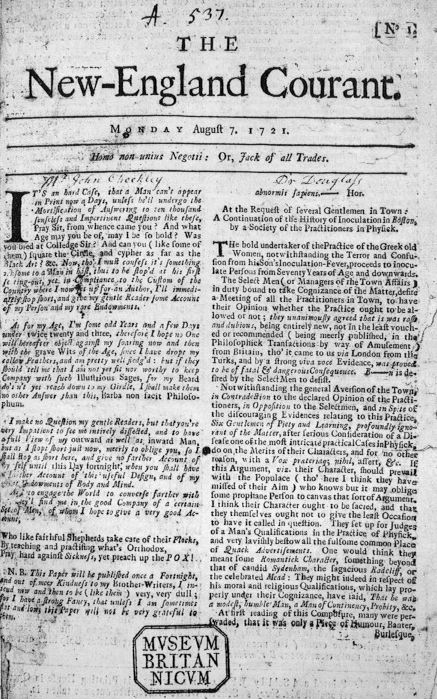 A. 537.
[Nº 1]
THE
New-England Courant.
MONDAY August 7. 1721.
Homo non unius Negotii: Or, Jack of all Trades.
Mr John Checkley
Dr Douglass
IT'S an hard Case, that a Man can't appear
in Print now a Days, unless he'll undergo the
Mortification of Answering to ten thousand
senseless and Impertinent Questions like these,
Pray Sir, from whence came you? And what
Age may you be of, may I be so bold? Was
you bred at Colledge Sir? And can you (like some of
them) square the Circle, and cypher as far as the
Black Art? &c. Now, tho' I must confess it's something
to a Man in haste, thus to be stop'd at his first
setting-out, yet in Compliance to the Custom of the
Country where I now set up for an Author, I'll immedi-
ately stop short, and give my gentle Reader some Account
of my Person and my rare Endowments.
As for my Age, I'm some odd Years and a few Days
under twice twenty and three, therefore I hope no One
will hereafter object against my soaring now and then
with the grave Wits of the Age, since I have dropt my
callow Feathers, and am pretty well fledg'd: but if they
should tell me that I am not yet fit nor worthy to keep
Company with such Illustrious Sages, for my Beard
do'n't yet reach down to my Girdle, I shall make them
no other Answer than this, Barba non facit Philoso-
phum.
I make no Question my gentle Readers, but that you're
very Impatient to see me intirely dissected, and to have
a full View of my outward as well as inward Man,
but as I stopt short just now, merely to oblige you, so I
shall stop as short here, and give no further Account of
my self until this Day fortnight, when you shall have
a further Account of this useful Design, and of my
great Endowments of Body and Mind.
And to engage the World to converse farther with
me, they'll find me in the good Company of a certain
Set of Men, of whom I hope to give a very good Ac-
count,
Who like faithful Shepherds take care of their Flocks,
By teaching and practising what's Orthodox,
Pray hard against Sickness, yet preach up the POX!
N. B. This Paper will be published once a Fortnight,
and out of meer Kindness to my Brother-Writers, I in-
tend now and then to be (like them) very, very dull;
for I have a strong Fancy, that unless I am sometimes
flat and low, this Paper will not be very grateful to
them.
abnormis sapiens—— Hor.
At the Request of several Gentlemen in Town:
A Continuation of the History of Inoculation in Boston,
by a Society of the Practitioners in Physick.
THE bold undertaker of the Practice of the Greek old
Women, notwithstanding the Terror and Confu-
sion from his Son's Inoculation-Fever, proceeds to inocu-
late Persons from Seventy Years of Age and downwards.
The Select Men (or Managers of the Town Affairs)
in duty bound to take Cognizance of the Matter, desire
a Meeting of all the Practitioners in Town, to have
their Opinion whether the Practice ought to be al-
lowed or not; they unanimously agreed that it was rash
and dubious, being entirely new, not in the least vouch-
ed or recommended (being meerly published, in the
Philosophick Transactions by way of Amusement)
from Britain, tho' it came to us via London from the
Turks, and by a strong viva voce Evidence, was proved
to be of fatal & dangerous Consequences. B—— is de-
sired by the Select Men to desist.
Notwithstanding the general Aversion of the Town,
in Contradiction to the declared Opinion of the Practi-
tioners, in Opposition to the Selectmen, and in Spite of
the discouraging Evidences relating to this Practice,
Six Gentlemen of Piety and Learning, profoundly igno-
rant of the Matter, after serious Consideration of a Di-
sease one of the most intricate practical Cases in Physick,
do on the Merits of their Characters, and for no other
reason, with a Vox praeterea nihil, assert, &c. If
this Argument, viz. their Character, should prevail
with the Populace (tho' here I think they have
missed of their Aim) who knows but it may oblige
some prophane Person to canvas that sort of Argument.
I think their Character ought to be sacred, and that
they themselves ought not to give the least Occasion
to have it called in question. They set up for Judges
of a Man's Qualifications in the Practice of Physick,
and very lavishly bestow all the fulsome common Place
of Quack Advertisements. One would think they
meant some Romantick Character, something beyond
that of candid Sydenham, the sagacious Radcliff, or
the celebrated Mead: They might indeed in respect of
his moral and religious Qualifications, which lay pro-
perly under their Cognizance, have said, That he was
a modest, humble Man, a Man of Continency, Probity, &c.
At first reading of this Composure, many were per-
swaded, that it was only a Piece of Humour, Banter,
Burlesque,
MVSEVM
BRITAN
NICVM